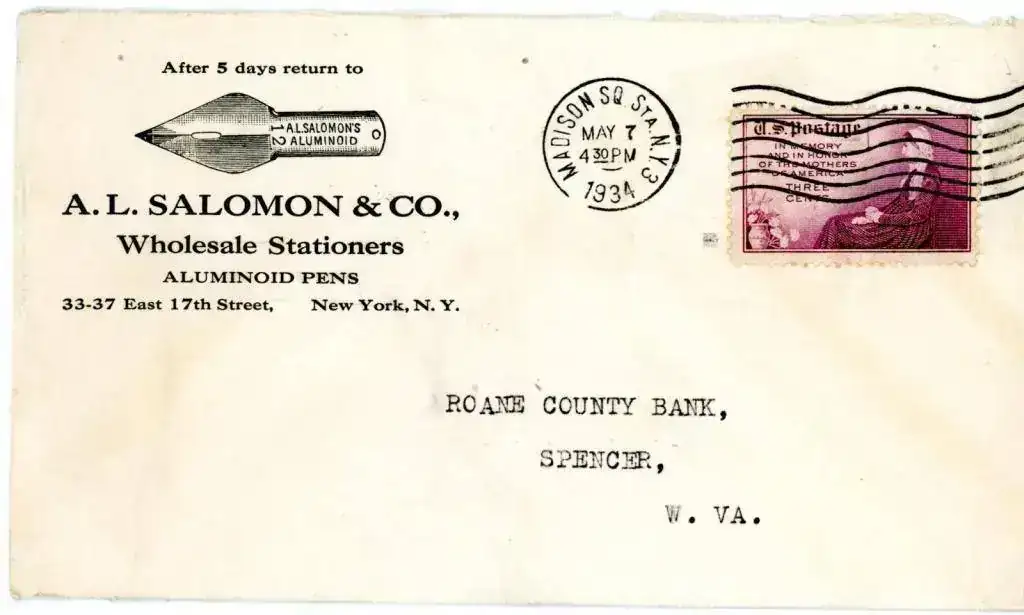 After 5 days return to
A.L.SALOMON'S
ALUMINOID
12
A. L. SALOMON & CO.,
Wholesale Stationers
ALUMINOID PENS
33-37 East 17th Street, New York, N. Y.
MADISON SQ. STA. N.Y. 3
MAY 7
4 30 PM
1934
U.S. Postage
IN MEMORY
AND IN HONOR
OF THE MOTHERS
OF AMERICA
THREE
CENTS
ROANE COUNTY BANK,
SPENCER,
W. VA.